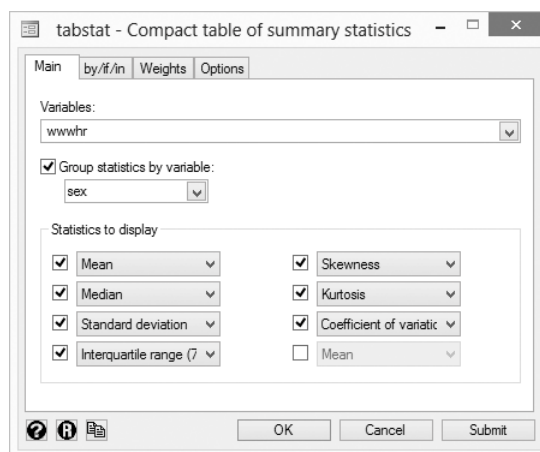 tabstat - Compact table of summary statistics
Main by/if/in Weights Options
Variables:
wwwhr
Group statistics by variable:
sex
Statistics to display
Mean Skewness
Median Kurtosis
Standard deviation Coefficient of variatic
Interquartile range (7 Mean
OK Cancel Submit